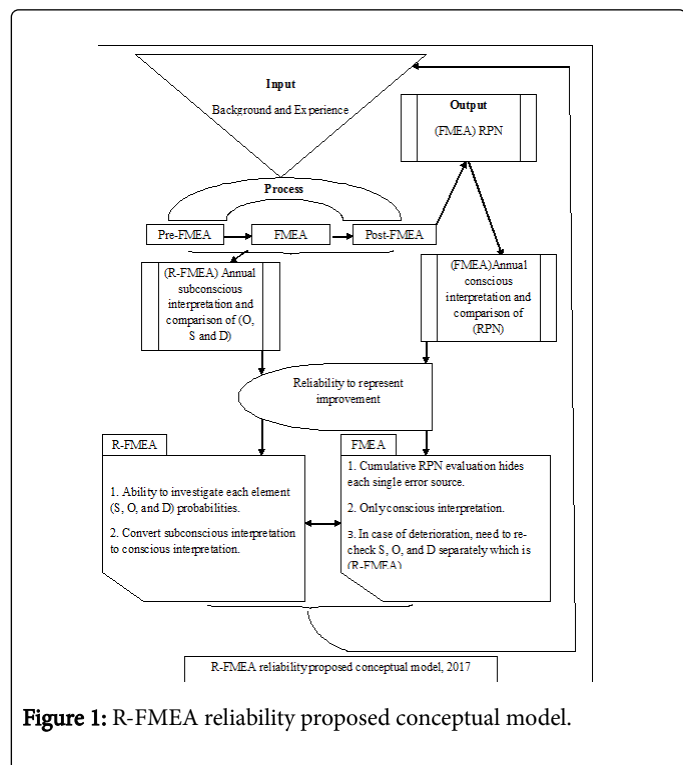 Input
Background and Experience
Output
(FMEA) RPN
Process
Pre-FMEA
FMEA
Post-FMEA
(R-FMEA) Annual
subconscious
interpretation and
comparison of (O,
S and D)
(FMEA)Annual
conscious
interpretation and
comparison of
(RPN)
Reliability to represent
improvement
R-FMEA
1. Ability to investigate each element
(S, O, and D) probabilities.
2. Convert subconscious interpretation
to conscious interpretation.
FMEA
1. Cumulative RPN evaluation hides
each single error source.
2. Only conscious interpretation.
3. In case of deterioration, need to re-
check S, O, and D separately which is
(R-FMEA)
R-FMEA reliability proposed conceptual model, 2017
Figure 1: R-FMEA reliability proposed conceptual model.